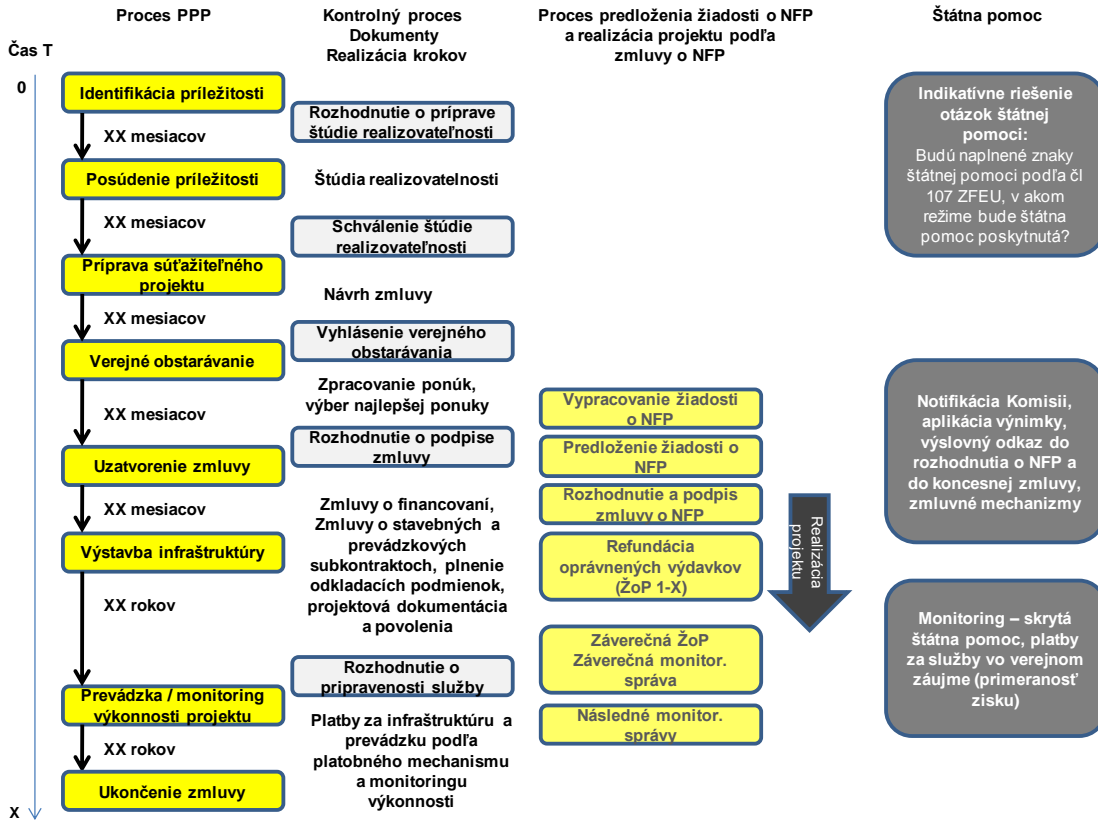 Proces PPP
Kontrolný proces
Dokumenty
Realizácia krokov
Proces predloženia žiadosti o NFP
a realizácia projektu podľa
zmluvy o NFP
Štátna pomoc
Čas T
0
Identifikácia príležitosti
XX mesiacov
Posúdenie príležitosti
XX mesiacov
Príprava súťažiteľného
projektu
XX mesiacov
Verejné obstarávanie
XX mesiacov
Uzatvorenie zmluvy
XX mesiacov
Výstavba infraštruktúry
XX rokov
Prevádzka / monitoring
výkonnosti projektu
XX rokov
Ukončenie zmluvy
X
Rozhodnutie o príprave
štúdie realizovateľnosti
Štúdia realizovatelnosti
Schválenie štúdie
realizovateľnosti
Návrh zmluvy
Vyhlásenie verejného
obstarávania
Zpracovanie ponúk,
výber najlepšej ponuky
Rozhodnutie o podpise
zmluvy
Zmluvy o financovaní,
Zmluvy o stavebných a
prevádzkových
subkontraktoch, plnenie
odkladacích podmienok,
projektová dokumentácia
a povolenia
Rozhodnutie o
pripravenosti služby
Platby za infraštruktúru a
prevádzku podľa
platobného mechanismu
a monitoringu
výkonnosti
Vypracovanie žiadosti
o NFP
Predloženie žiadosti o
NFP
Rozhodnutie a podpis
zmluvy o NFP
Refundácia
oprávnených výdavkov
(ŽoP 1-X)
Záverečná ŽoP
Záverečná monitor.
správa
Následné monitor.
správy
Realizácia
projektu
Indikatívne riešenie
otázok štátnej
pomoci:
Budú naplnené znaky
štátnej pomoci podľa čl
107 ZFEU, v akom
režime bude štátna
pomoc poskytnutá?
Notifikácia Komisii,
aplikácia výnimky,
výslovný odkaz do
rozhodnutia o NFP a
do koncesnej zmluvy,
zmluvné mechanizmy
Monitoring – skrytá
štátna pomoc, platby
za služby vo verejnom
záujme (primeranosť
zisku)